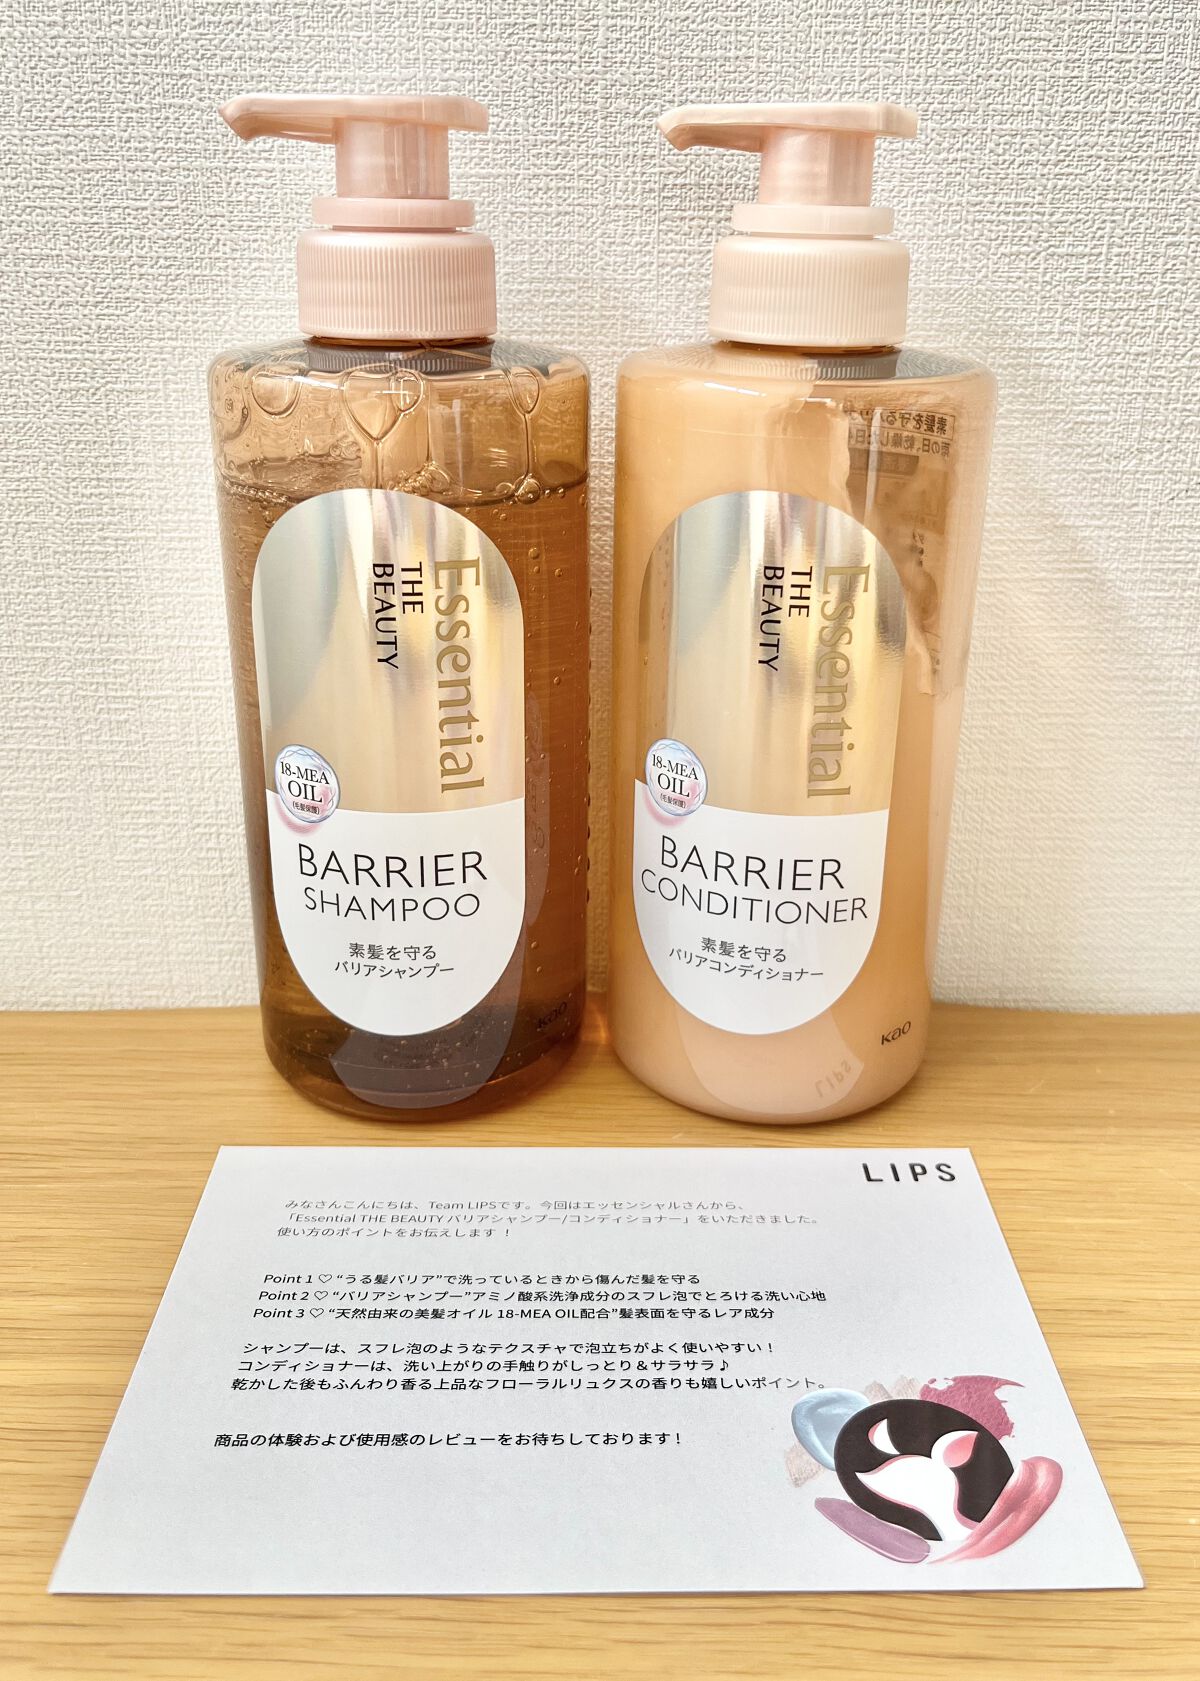 Essential
THE
BEAUTY
18-MEA
OIL
(毛髪保護)
BARRIER
SHAMPOO
素髪を守る
バリアシャンプー
Kao
素髪を守るバリ
雨の日、乾燥した日も
Essential
THE
BEAUTY
18-MEA
OIL
(毛髪保護)
BARRIER
CONDITIONER
素髪を守る
バリアコンディショナー
Kao
LIPS
LIPS
みなさんこんにちは、Team LIPSです。今回はエッセンシャルさんから、
「Essential THE BEAUTY バリアシャンプー/コンディショナー」をいただきました。
使い方のポイントをお伝えします！
Point 1 ♡ “うる髪バリア”で洗っているときから傷んだ髪を守る
Point 2 ♡ “バリアシャンプー”アミノ酸系洗浄成分のスフレ泡でとろける洗い心地
Point 3 ♡ “天然由来の美髪オイル 18-MEA OIL配合”髪表面を守るレア成分
シャンプーは、スフレ泡のようなテクスチャで泡立ちがよく使いやすい！
コンディショナーは、洗い上がりの手触りがしっとり＆サラサラ♪
乾かした後もふんわり香る上品なフローラルリュクスの香りも嬉しいポイント。
商品の体験および使用感のレビューをお待ちしております！